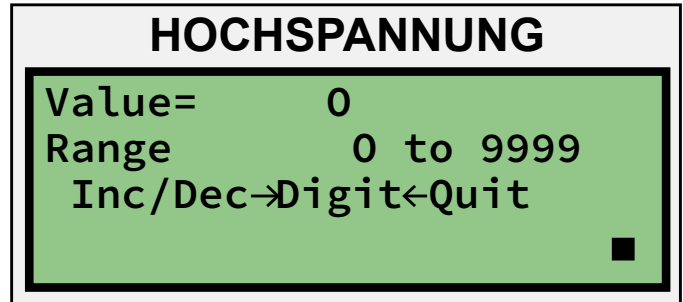 HOCHSPANNUNG
Value=     0
Range       0 to 9999
 Inc/Dec→Digit←Quit
■